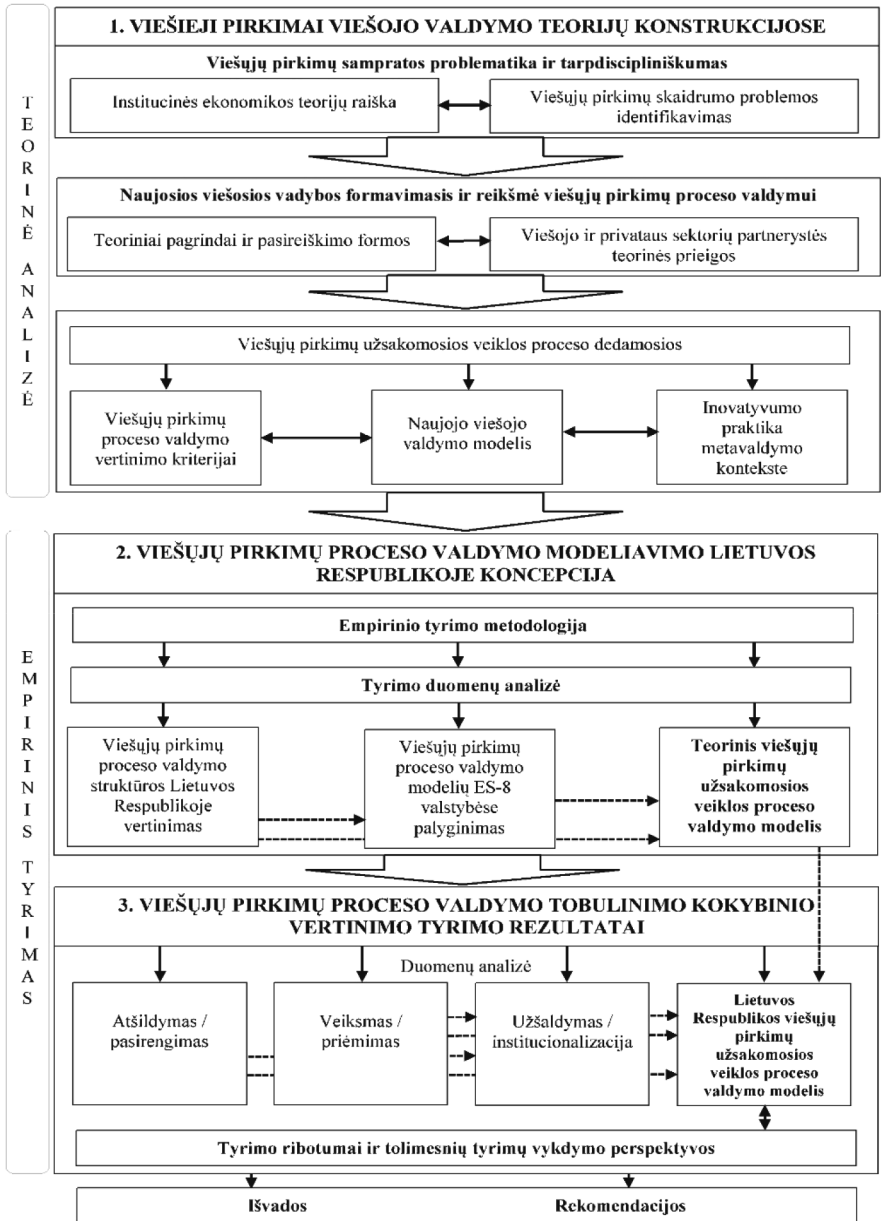 TEORINĖ ANALIZĖ
1. VIEŠIEJI PIRKIMAI VIEŠOJO VALDYMO TEORIJŲ KONSTRUKCIJOSE
Viešųjų pirkimų sampratos problematika ir tarpdiscipliniškumas
Institucinės ekonomikos teorijų raiška
Viešųjų pirkimų skaidrumo problemos
identifikavimas
Naujosios viešosios vadybos formavimasis ir reikšmė viešųjų pirkimų proceso valdymui
Teoriniai pagrindai ir pasireiškimo formos
Viešojo ir privataus sektorių partnerystės
teorinės prieigos
Viešųjų pirkimų užsakomosios veiklos proceso dedamosios
Viešųjų pirkimų
proceso valdymo
vertinimo kriterijai
Naujojo viešojo
valdymo modelis
Inovatyvumo
praktika
metavaldymo
kontekste
EMPIRINIS TYRIMAS
2. VIEŠŲJŲ PIRKIMŲ PROCESO VALDYMO MODELIAVIMO LIETUVOS
RESPUBLIKOJE KONCEPCIJA
Empirinio tyrimo metodologija
Tyrimo duomenų analizė
Viešųjų pirkimų
proceso valdymo
struktūros Lietuvos
Respublikoje
vertinimas
Viešųjų pirkimų
proceso valdymo
modelių ES-8
valstybėse
palyginimas
Teorinis viešųjų
pirkimų
užsakomosios
veiklos proceso
valdymo modelis
3. VIEŠŲJŲ PIRKIMŲ PROCESO VALDYMO TOBULINIMO KOKYBINIO
VERTINIMO TYRIMO REZULTATAI
Duomenų analizė
Atšildymas /
pasirengimas
Veiksmas /
priėmimas
Užšaldymas /
institucionalizacija
Lietuvos
Respublikos viešųjų
pirkimų
užsakomosios
veiklos proceso
valdymo modelis
Tyrimo ribotumai ir tolimesnių tyrimų vykdymo perspektyvos
Išvados
Rekomendacijos